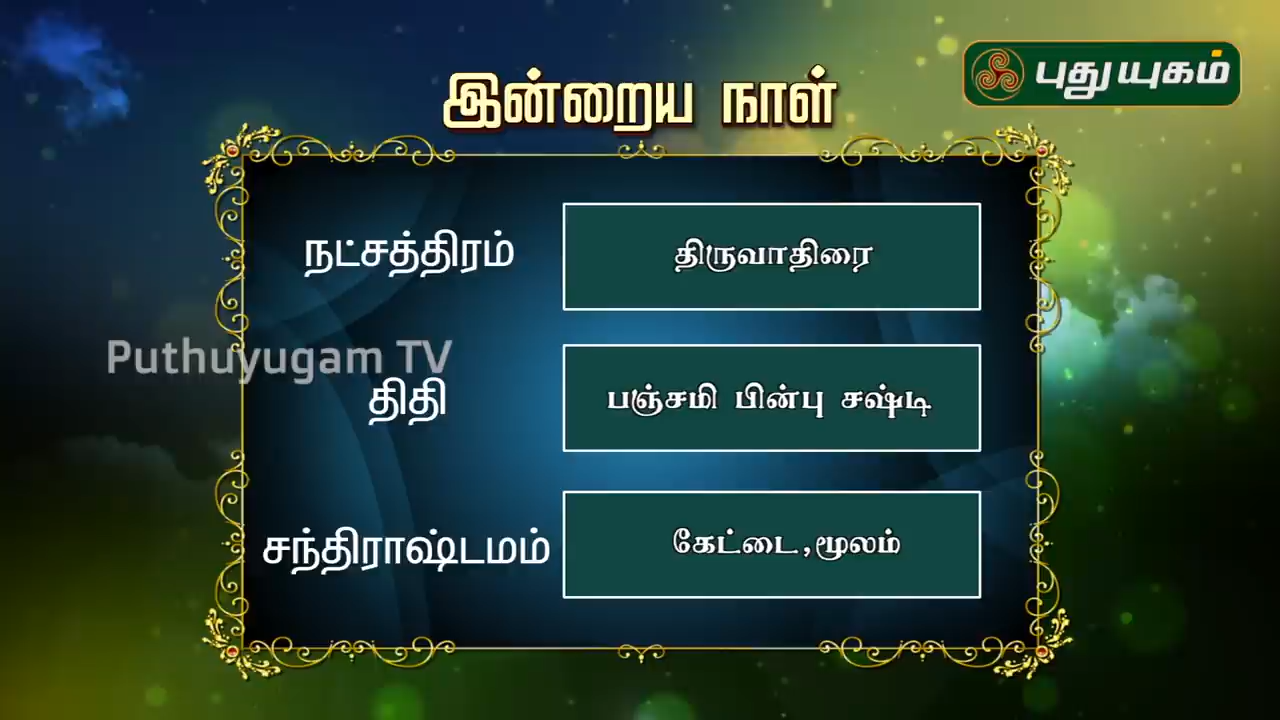 இன்றைய நாள்
புதுயுகம்
நட்சத்திரம்
திருவாதிரை
Puthuyugam TV
திதி
பஞ்சமி பின்பு சஷ்டி
சந்திராஷ்டமம்
கேட்டை,மூலம்